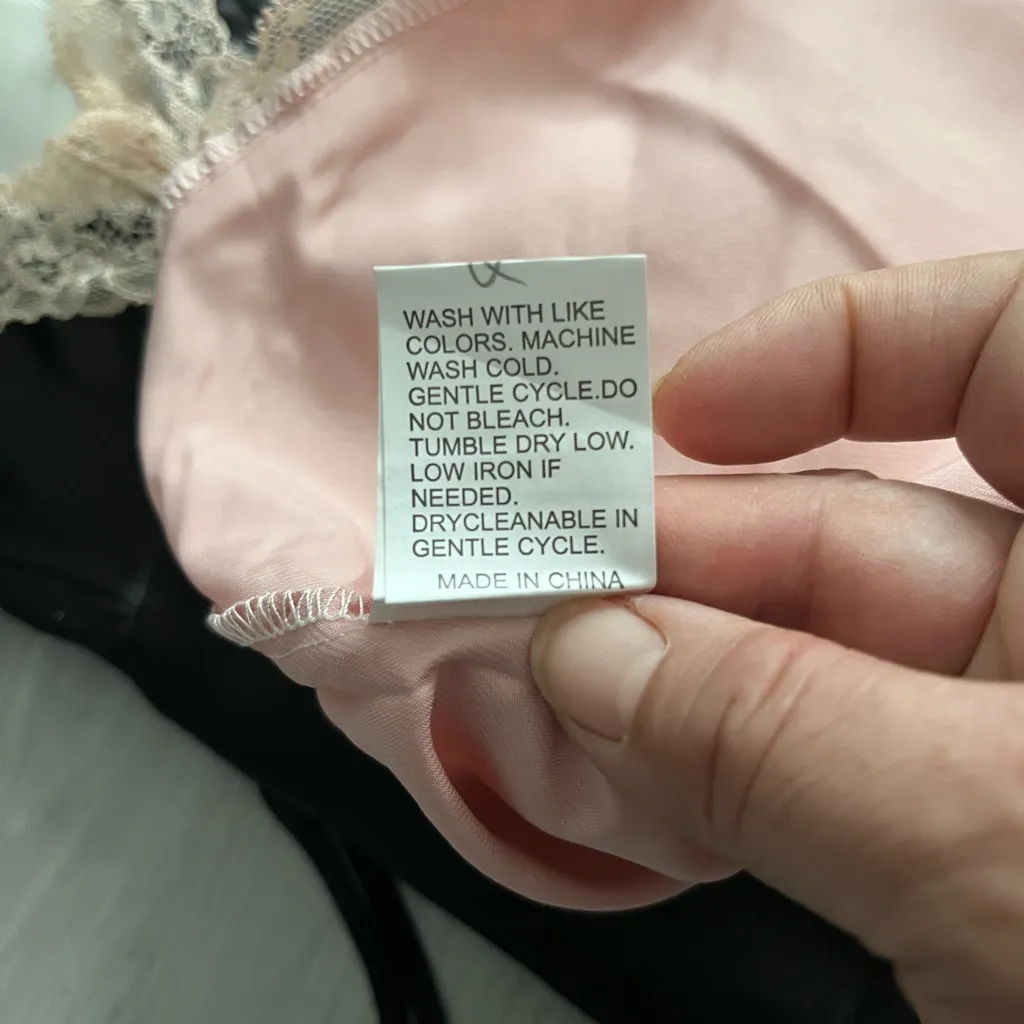 WASH WITH LIKE
COLORS. MACHINE
WASH COLD.
GENTLE CYCLE.DO
NOT BLEACH.
TUMBLE DRY LOW.
LOW IRON IF
NEEDED.
DRYCLEANABLE IN
GENTLE CYCLE.
MADE IN CHINA